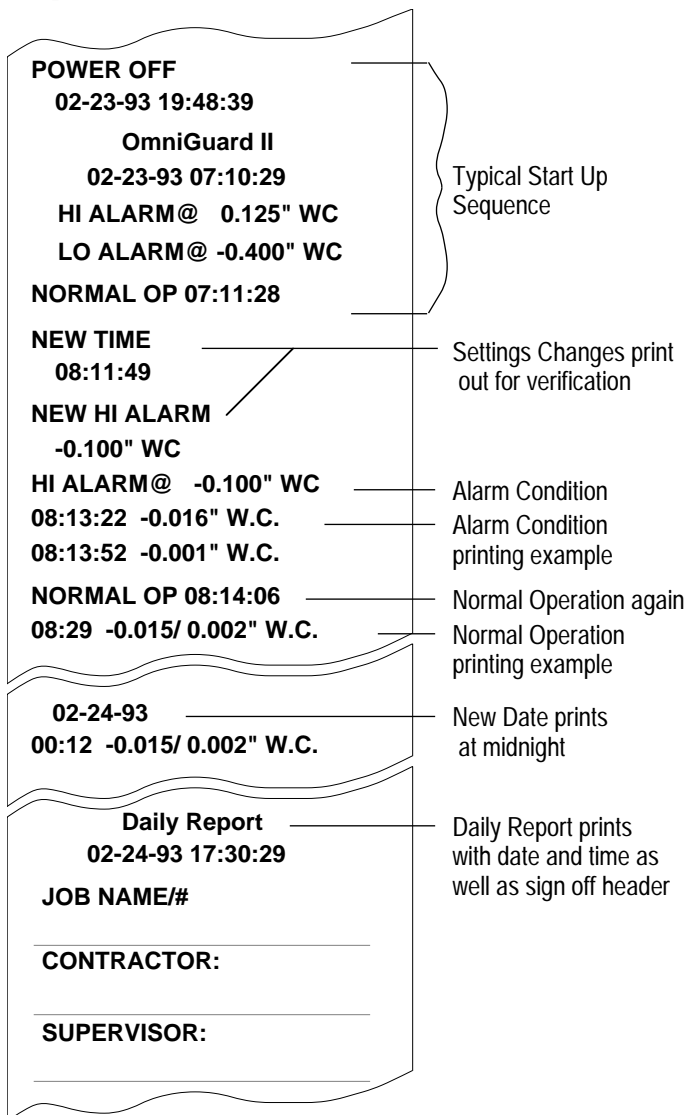 POWER OFF
02-23-93 19:48:39
OmniGuard II
02-23-93 07:10:29
HI ALARM@ 0.125" WC
LO ALARM@ -0.400" WC
NORMAL OP 07:11:28
Typical Start Up
Sequence
NEW TIME
08:11:49
NEW HI ALARM
-0.100" WC
Settings Changes print
out for verification
HI ALARM@ -0.100" WC
Alarm Condition
08:13:22 -0.016" W.C.
08:13:52 -0.001" W.C.
Alarm Condition
printing example
NORMAL OP 08:14:06
Normal Operation again
08:29 -0.015/ 0.002" W.C.
Normal Operation
printing example
02-24-93
00:12 -0.015/ 0.002" W.C.
New Date prints
at midnight
Daily Report
02-24-93 17:30:29
Daily Report prints
with date and time as
well as sign off header
JOB NAME/#
CONTRACTOR:
SUPERVISOR: